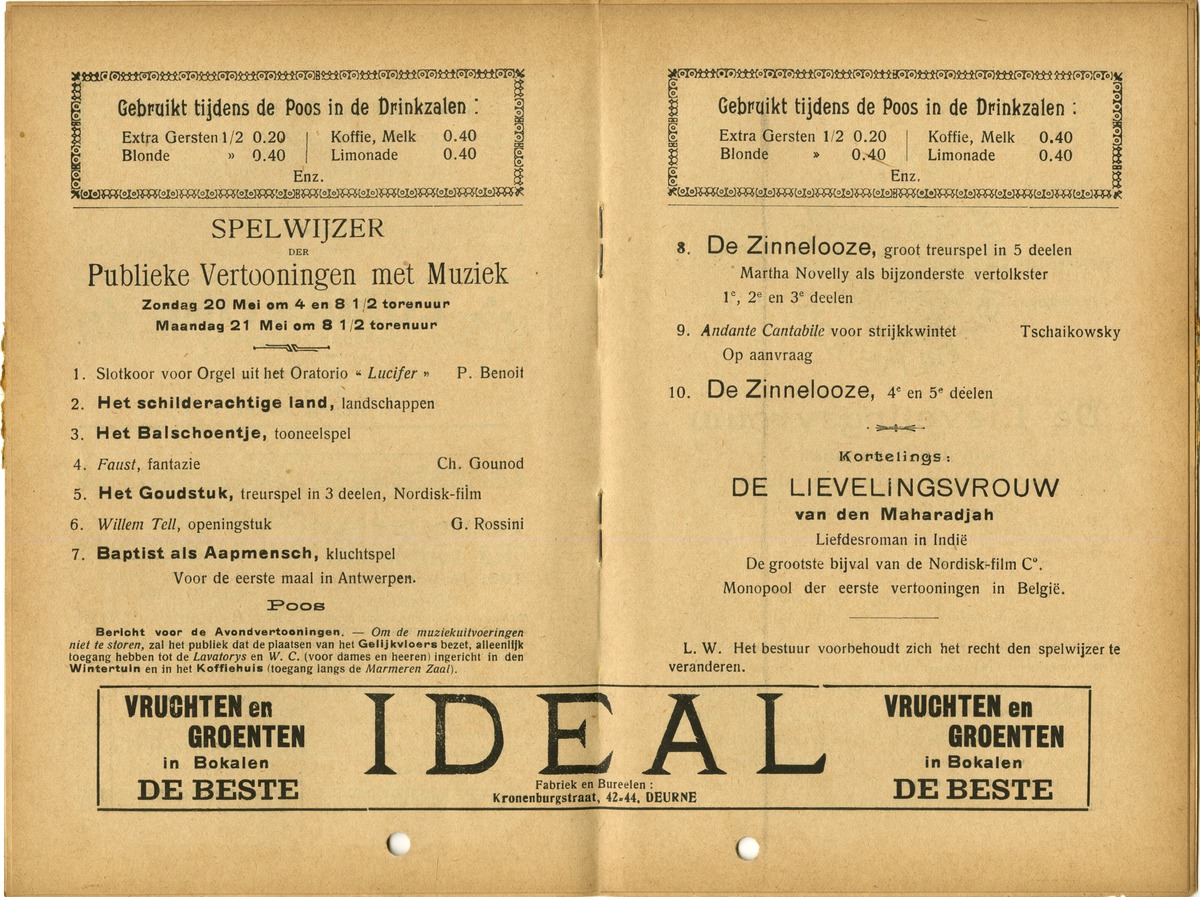 Gebruikt tijdens de Poos in de Drinkzalen :
Extra Gersten 1/2 0.20 | Koffie, Melk 0.40
Blonde » 0.40 | Limonade 0.40
Enz.
SPELWIJZER
DER
Publieke Vertooningen met Muziek
Zondag 20 Mei om 4 en 8 1/2 torenuur
Maandag 21 Mei om 8 1/2 torenuur
1. Slotkoor voor Orgel uit het Oratorio “ Lucifer » P. Benoit
2. Het schilderachtige land, landschappen
3. Het Balschoentje, tooneelspel
4. Faust, fantazie Ch. Gounod
5. Het Goudstuk, treurspel in 3 deelen, Nordisk-film
6. Willem Tell, openingstuk G. Rossini
7. Baptist als Aapmensch, kluchtspel
Voor de eerste maal in Antwerpen.
Poos
Bericht voor de Avondvertooningen. — Om de muziekuitvoeringen
niet te storen, zal het publiek dat de plaatsen van het Gelijkvloers bezet, alleenlijk
toegang hebben tot de Lavatorys en W. C. (voor dames en heeren) ingericht in den
Wintertuin en in het Koffiehuis (toegang langs de Marmeren Zaal).
Gebruikt tijdens de Poos in de Drinkzalen :
Extra Gersten 1/2 0.20 | Koffie, Melk 0.40
Blonde » 0.40 | Limonade 0.40
Enz.
8. De Zinnelooze, groot treurspel in 5 deelen
Martha Novelly als bijzonderste vertolkster
1e, 2e en 3e deelen
9. Andante Cantabile voor strijkkwintet Tschaikowsky
Op aanvraag
10. De Zinnelooze, 4e en 5e deelen
Kortelings :
DE LIEVELINGSVROUW
van den Maharadjah
Liefdesroman in Indië
De grootste bijval van de Nordisk-film C°.
Monopool der eerste vertooningen in België.
L. W. Het bestuur voorbehoudt zich het recht den spelwijzer te
veranderen.
VRUCHTEN en
GROENTEN
in Bokalen
DE BESTE
IDEAL
Fabriek en Bureelen :
Kronenburgstraat, 42-44, DEURNE
VRUCHTEN en
GROENTEN
in Bokalen
DE BESTE